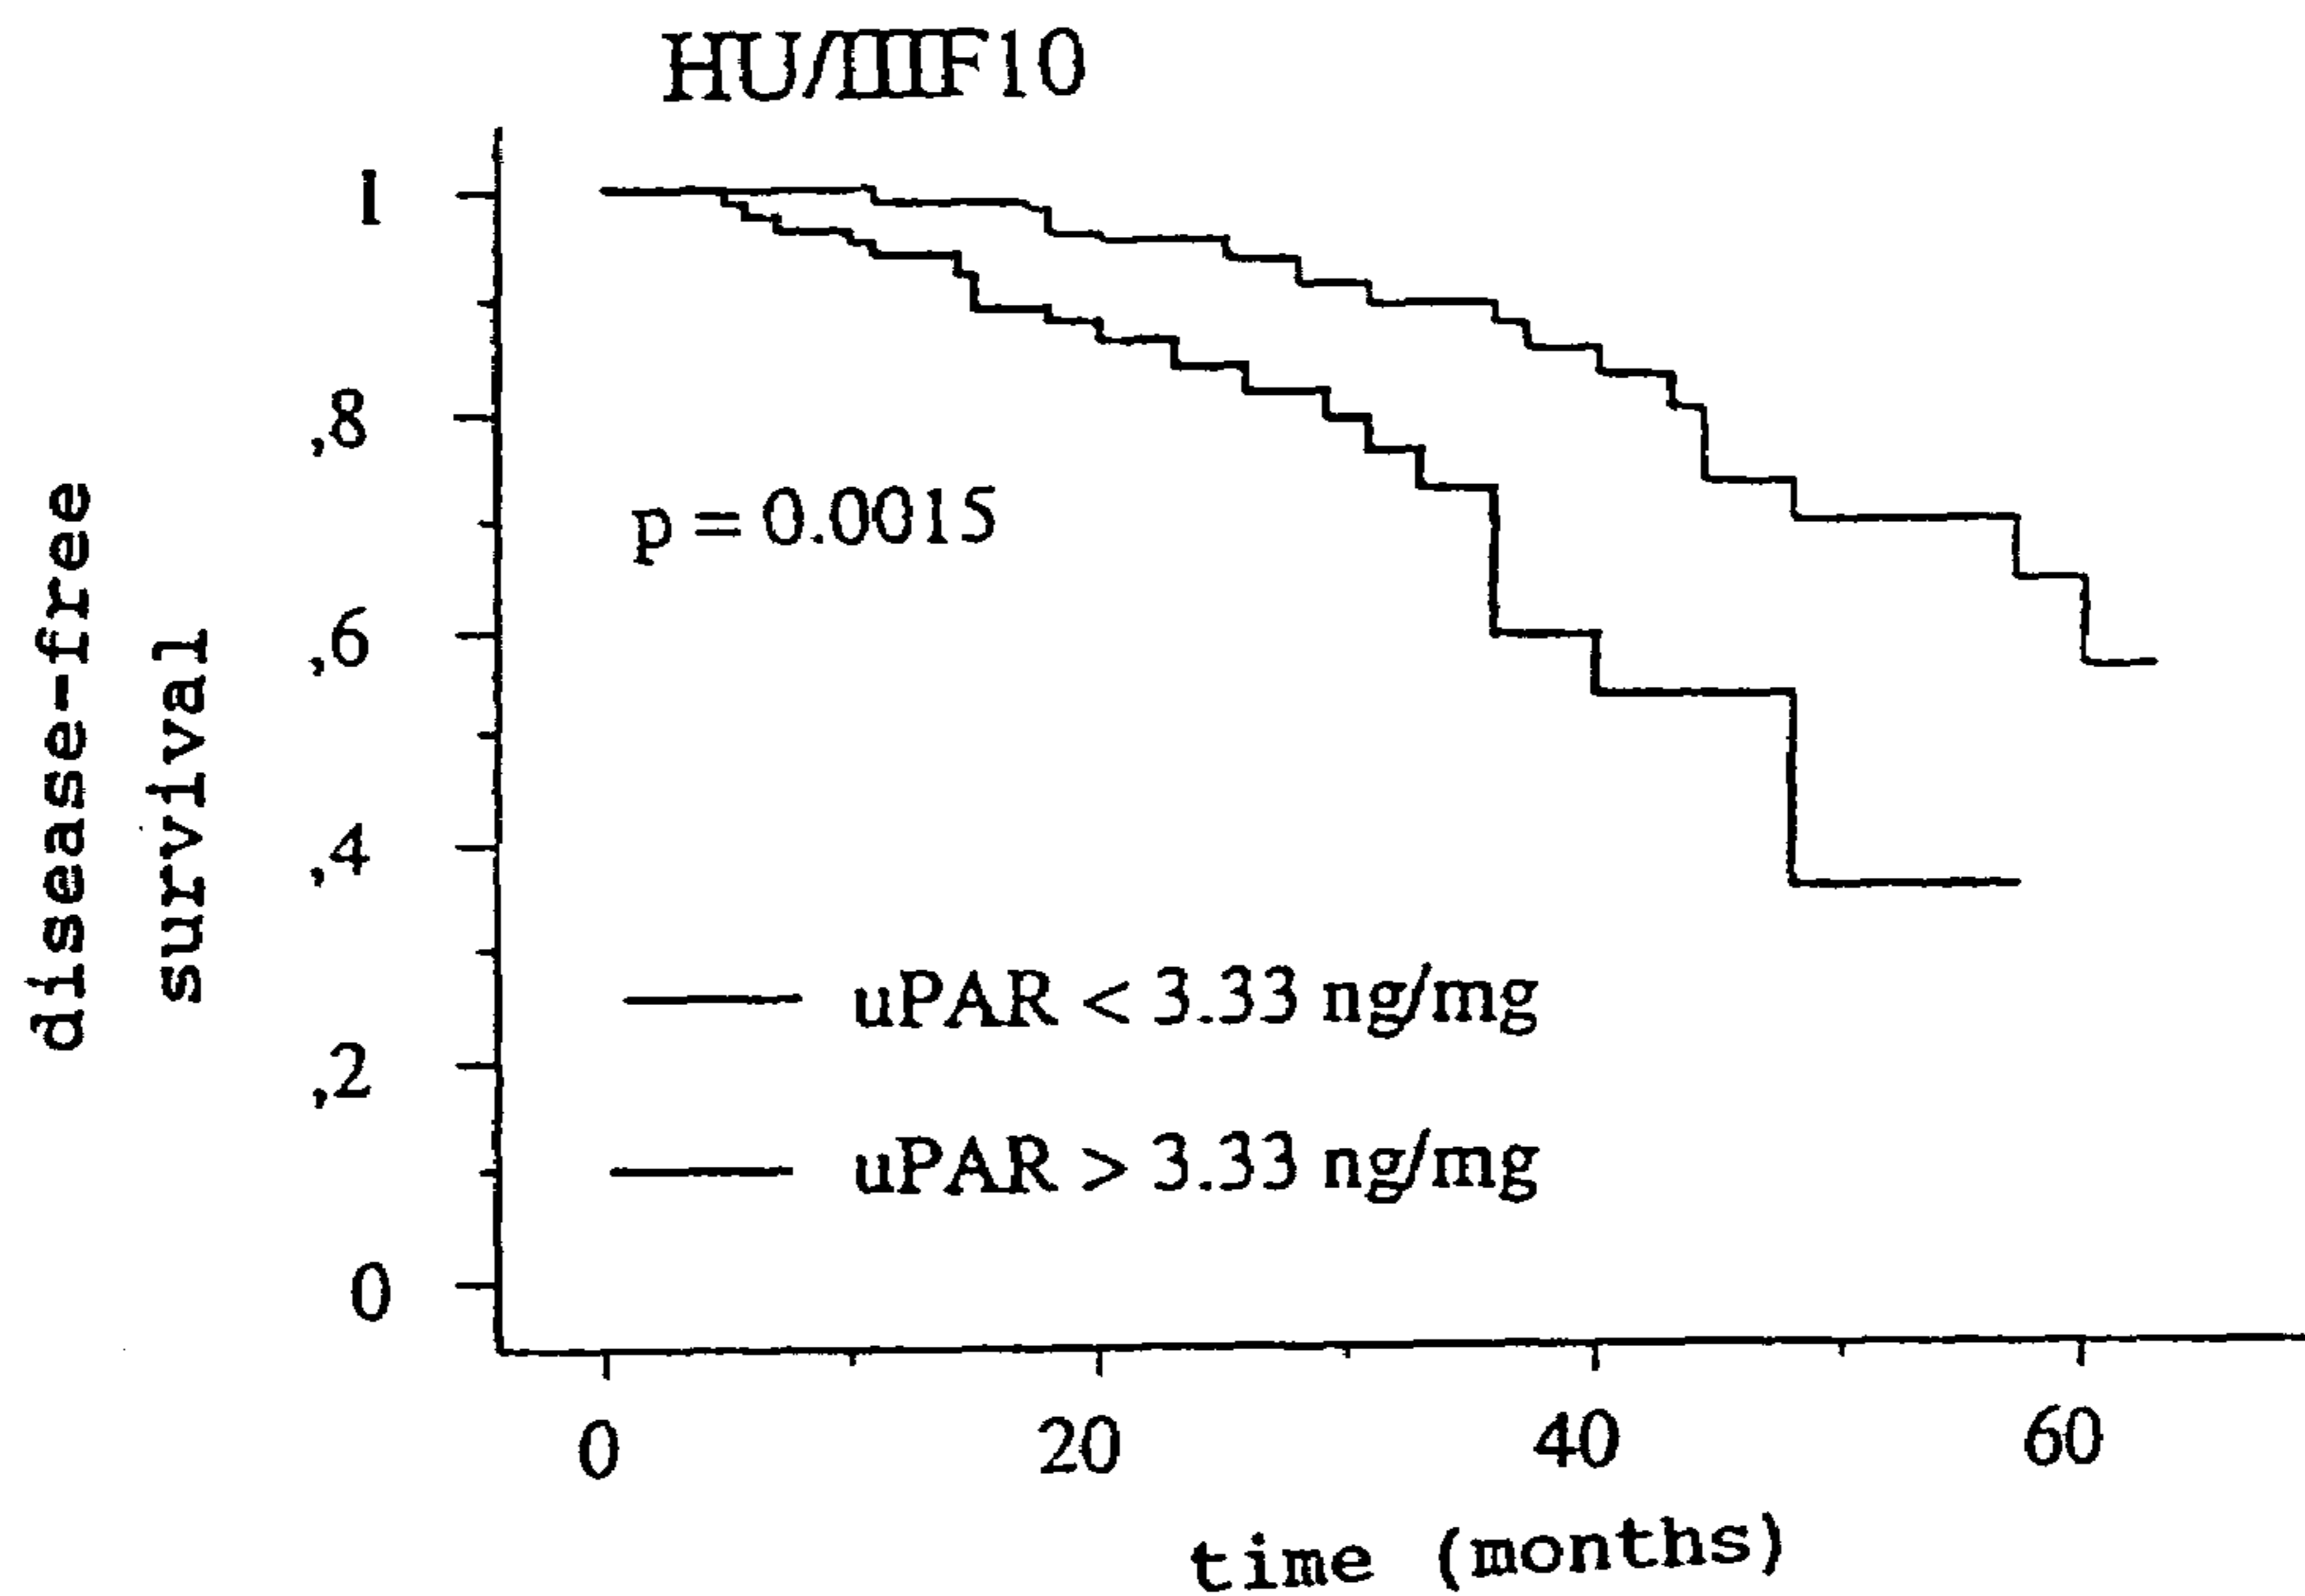 HU/IIIF10
1
,8
,6
,4
,2
0
disease-free
survival
p = 0.0015
uPAR < 3.33 ng/mg
uPAR > 3.33 ng/mg
0
20
40
60
time (months)